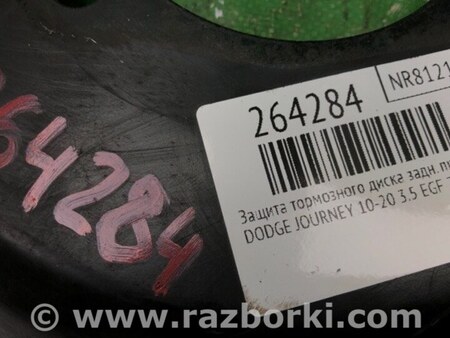 264284
264284
NR8121
Защита тормозного диска задн.
DODGE JOURNEY 10-20 3.5 EGF
© www.razborki.com